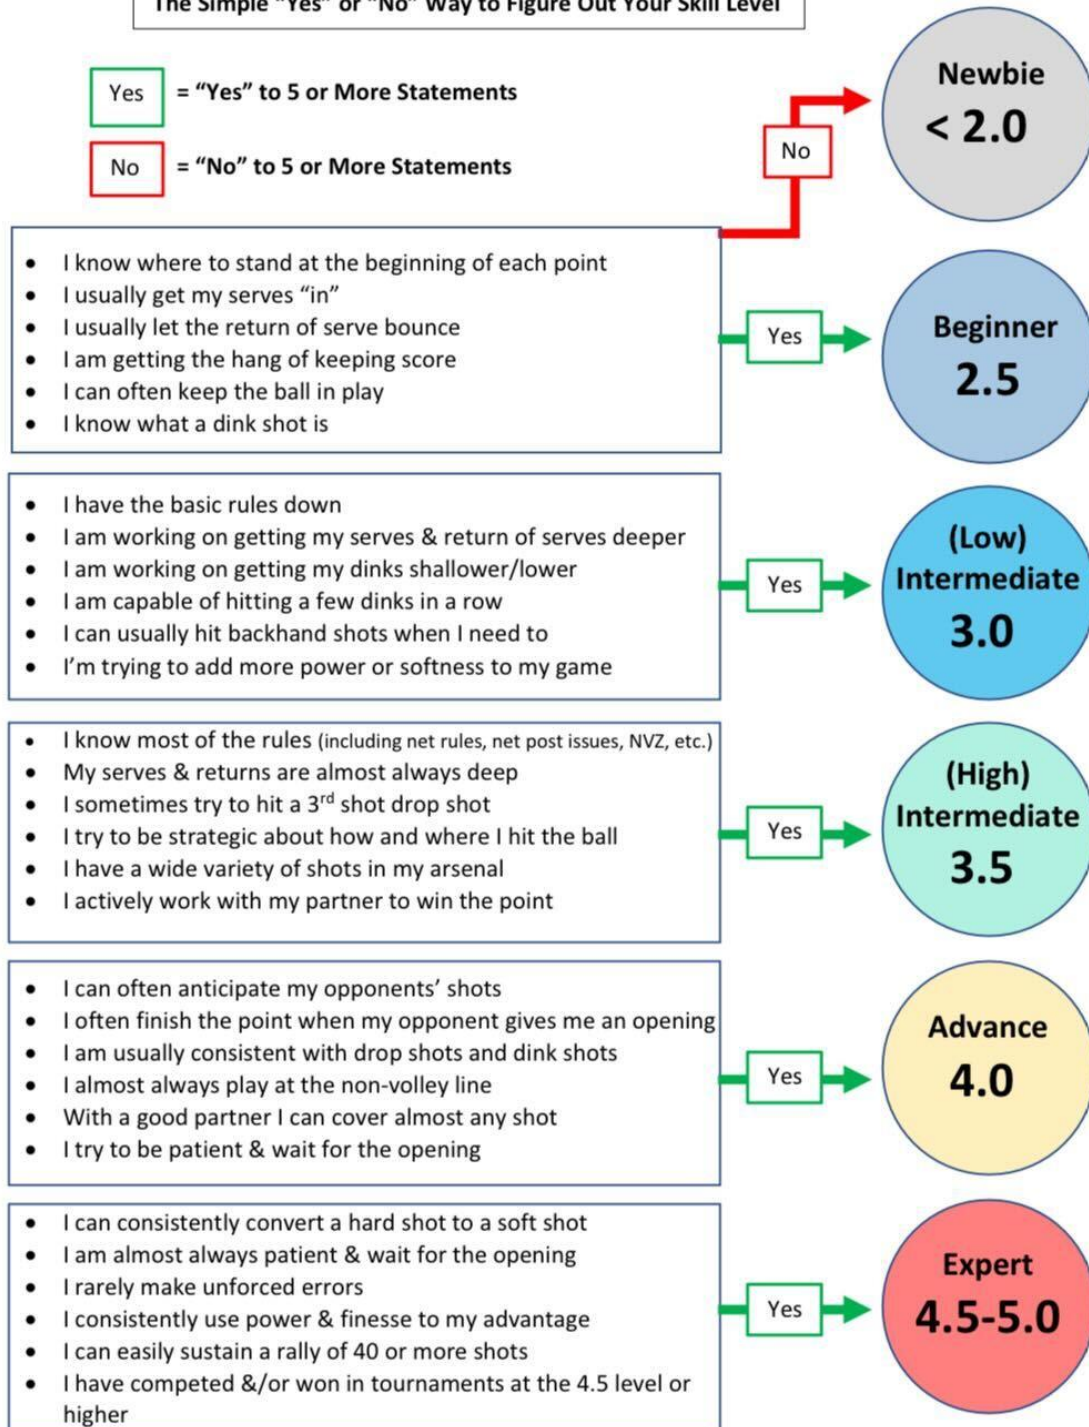 The Simple "Yes" or "No" Way to Figure Out Your Skill Level
Yes = "Yes" to 5 or More Statements
No = "No" to 5 or More Statements
No
Newbie
< 2.0
• I know where to stand at the beginning of each point
• I usually get my serves “in”
• I usually let the return of serve bounce
• I am getting the hang of keeping score
• I can often keep the ball in play
• I know what a dink shot is
Yes
Beginner
2.5
• I have the basic rules down
• I am working on getting my serves & return of serves deeper
• I am working on getting my dinks shallower/lower
• I am capable of hitting a few dinks in a row
• I can usually hit backhand shots when I need to
• I’m trying to add more power or softness to my game
Yes
(Low)
Intermediate
3.0
• I know most of the rules (including net rules, net post issues, NVZ, etc.)
• My serves & returns are almost always deep
• I sometimes try to hit a 3rd shot drop shot
• I try to be strategic about how and where I hit the ball
• I have a wide variety of shots in my arsenal
• I actively work with my partner to win the point
Yes
(High)
Intermediate
3.5
• I can often anticipate my opponents’ shots
• I often finish the point when my opponent gives me an opening
• I am usually consistent with drop shots and dink shots
• I almost always play at the non-volley line
• With a good partner I can cover almost any shot
• I try to be patient & wait for the opening
Yes
Advance
4.0
• I can consistently convert a hard shot to a soft shot
• I am almost always patient & wait for the opening
• I rarely make unforced errors
• I consistently use power & finesse to my advantage
• I can easily sustain a rally of 40 or more shots
• I have competed &/or won in tournaments at the 4.5 level or
higher
Yes
Expert
4.5-5.0